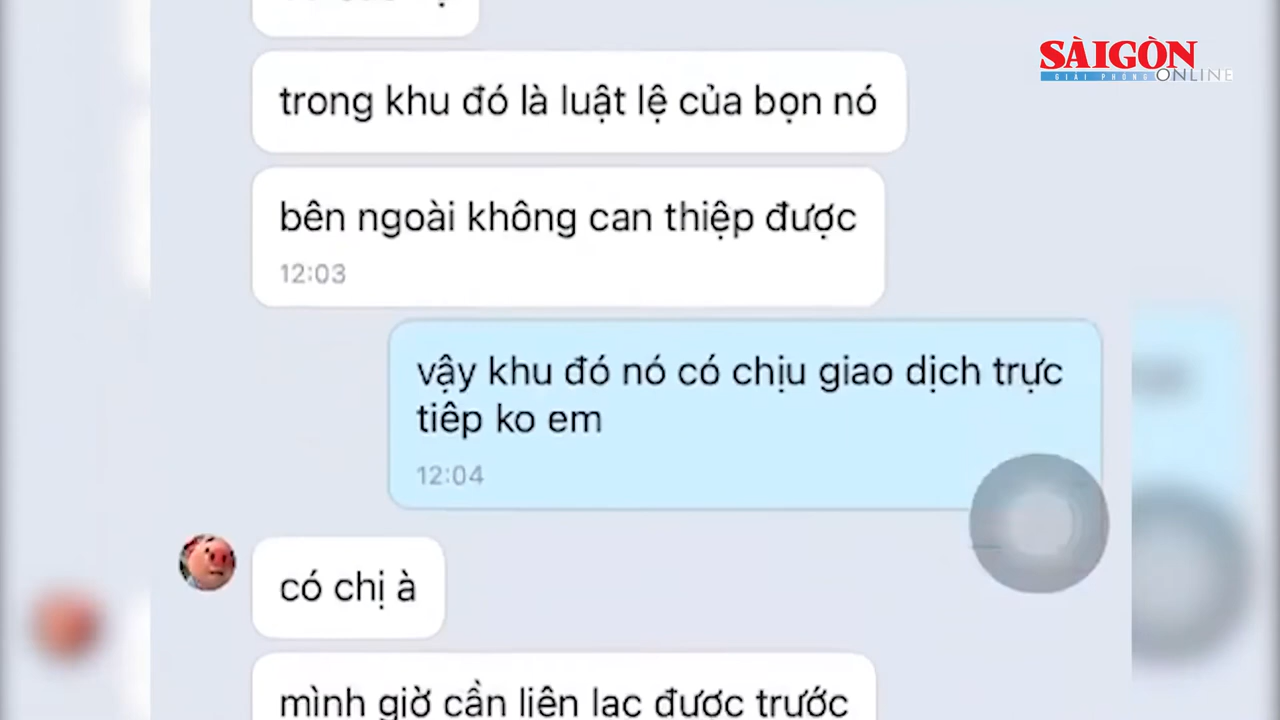 SÀIGÒN
GIẢI PHÓNG ONLINE
trong khu đó là luật lệ của bọn nó
bên ngoài không can thiệp được
12:03
vậy khu đó nó có chịu giao dịch trực
tiêp ko em
12:04
có chị à
mình giờ cần liên lạc được trước